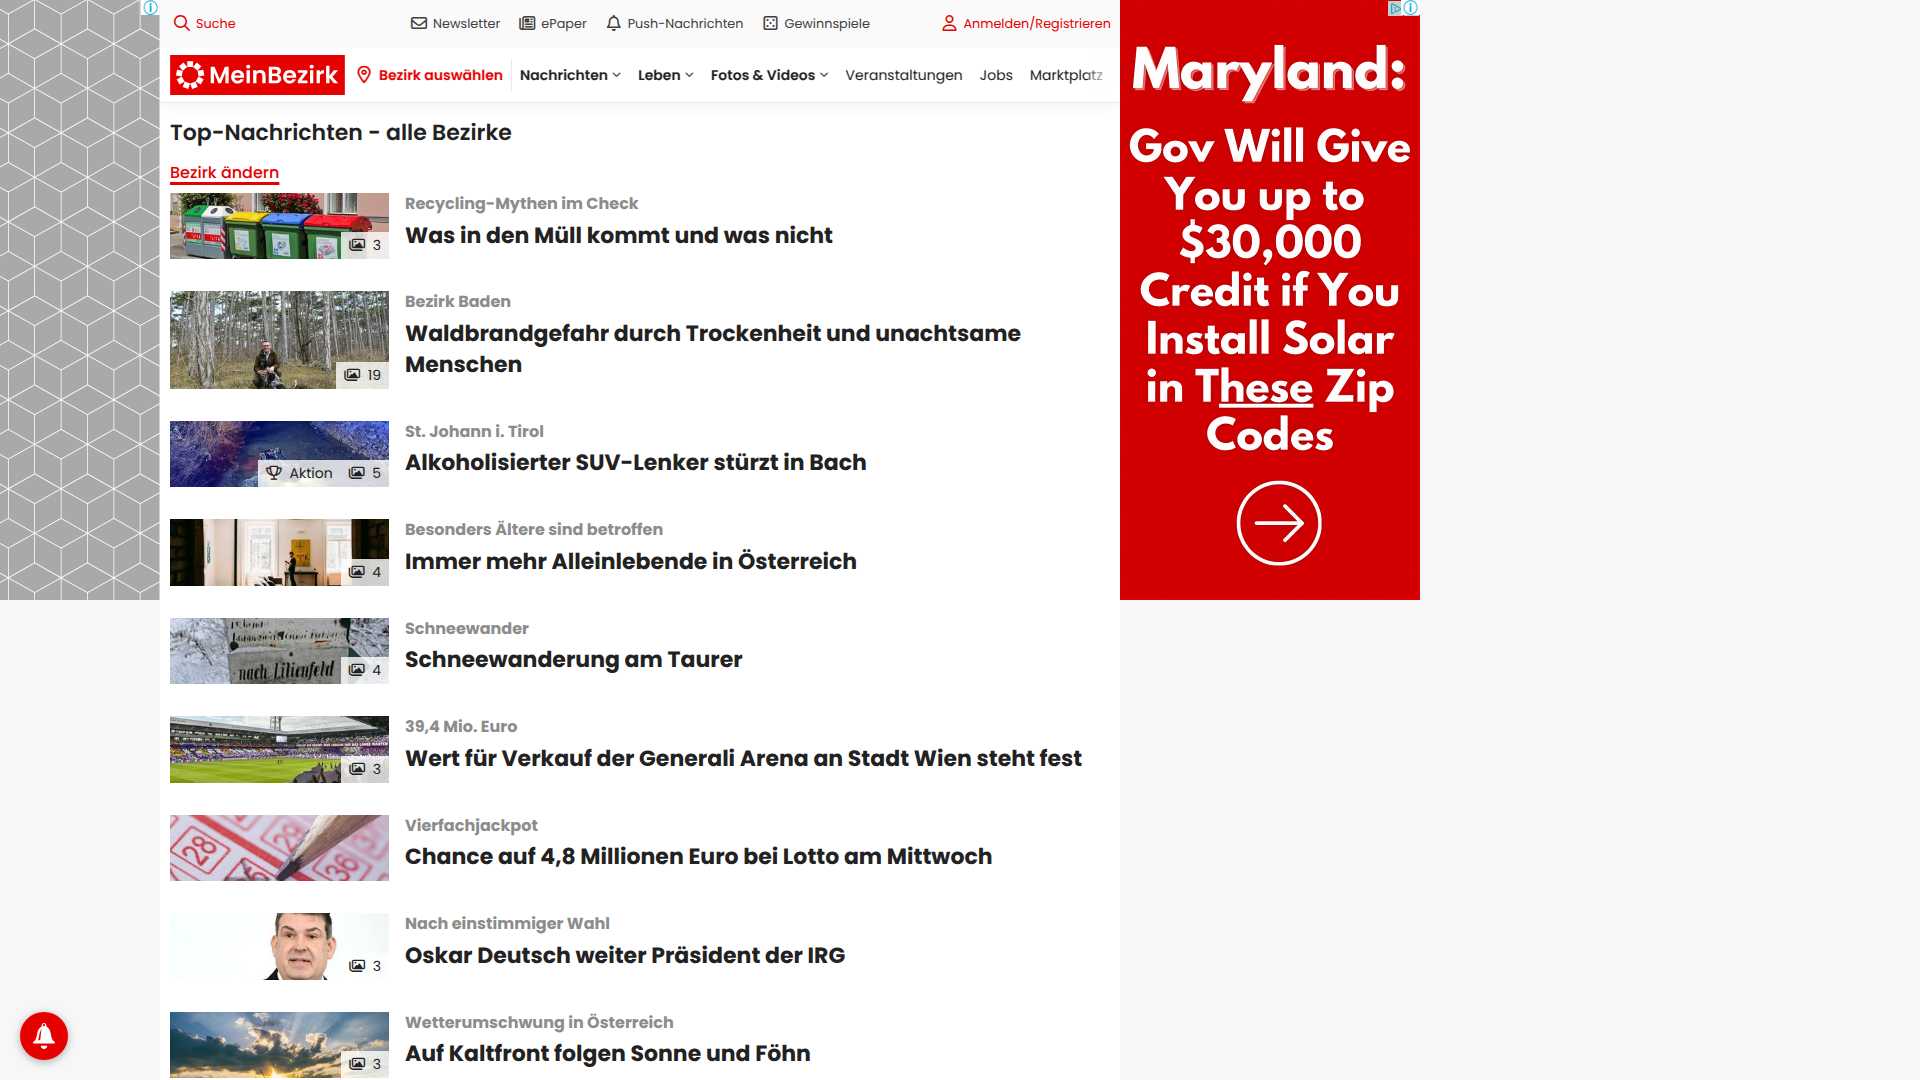 Suche
Newsletter
ePaper
Push-Nachrichten
Gewinnspiele
Anmelden/Registrieren
MeinBezirk
Bezirk auswählen
Nachrichten
Leben
Fotos & Videos
Veranstaltungen
Jobs
Marktplatz
Top-Nachrichten - alle Bezirke
Bezirk ändern
Recycling-Mythen im Check
Was in den Müll kommt und was nicht
3
Bezirk Baden
Waldbrandgefahr durch Trockenheit und unachtsame
Menschen
19
St. Johann i. Tirol
Alkoholisierter SUV-Lenker stürzt in Bach
Aktion
5
Besonders Ältere sind betroffen
Immer mehr Alleinlebende in Österreich
4
Schneewander
Schneewanderung am Taurer
nach Lilienfeld
4
39,4 Mio. Euro
Wert für Verkauf der Generali Arena an Stadt Wien steht fest
3
Vierfachjackpot
Chance auf 4,8 Millionen Euro bei Lotto am Mittwoch
28
29
36
Nach einstimmiger Wahl
Oskar Deutsch weiter Präsident der IRG
3
Wetterumschwung in Österreich
Auf Kaltfront folgen Sonne und Föhn
3
Maryland:
Gov Will Give
You up to
$30,000
Credit if You
Install Solar
in These Zip
Codes